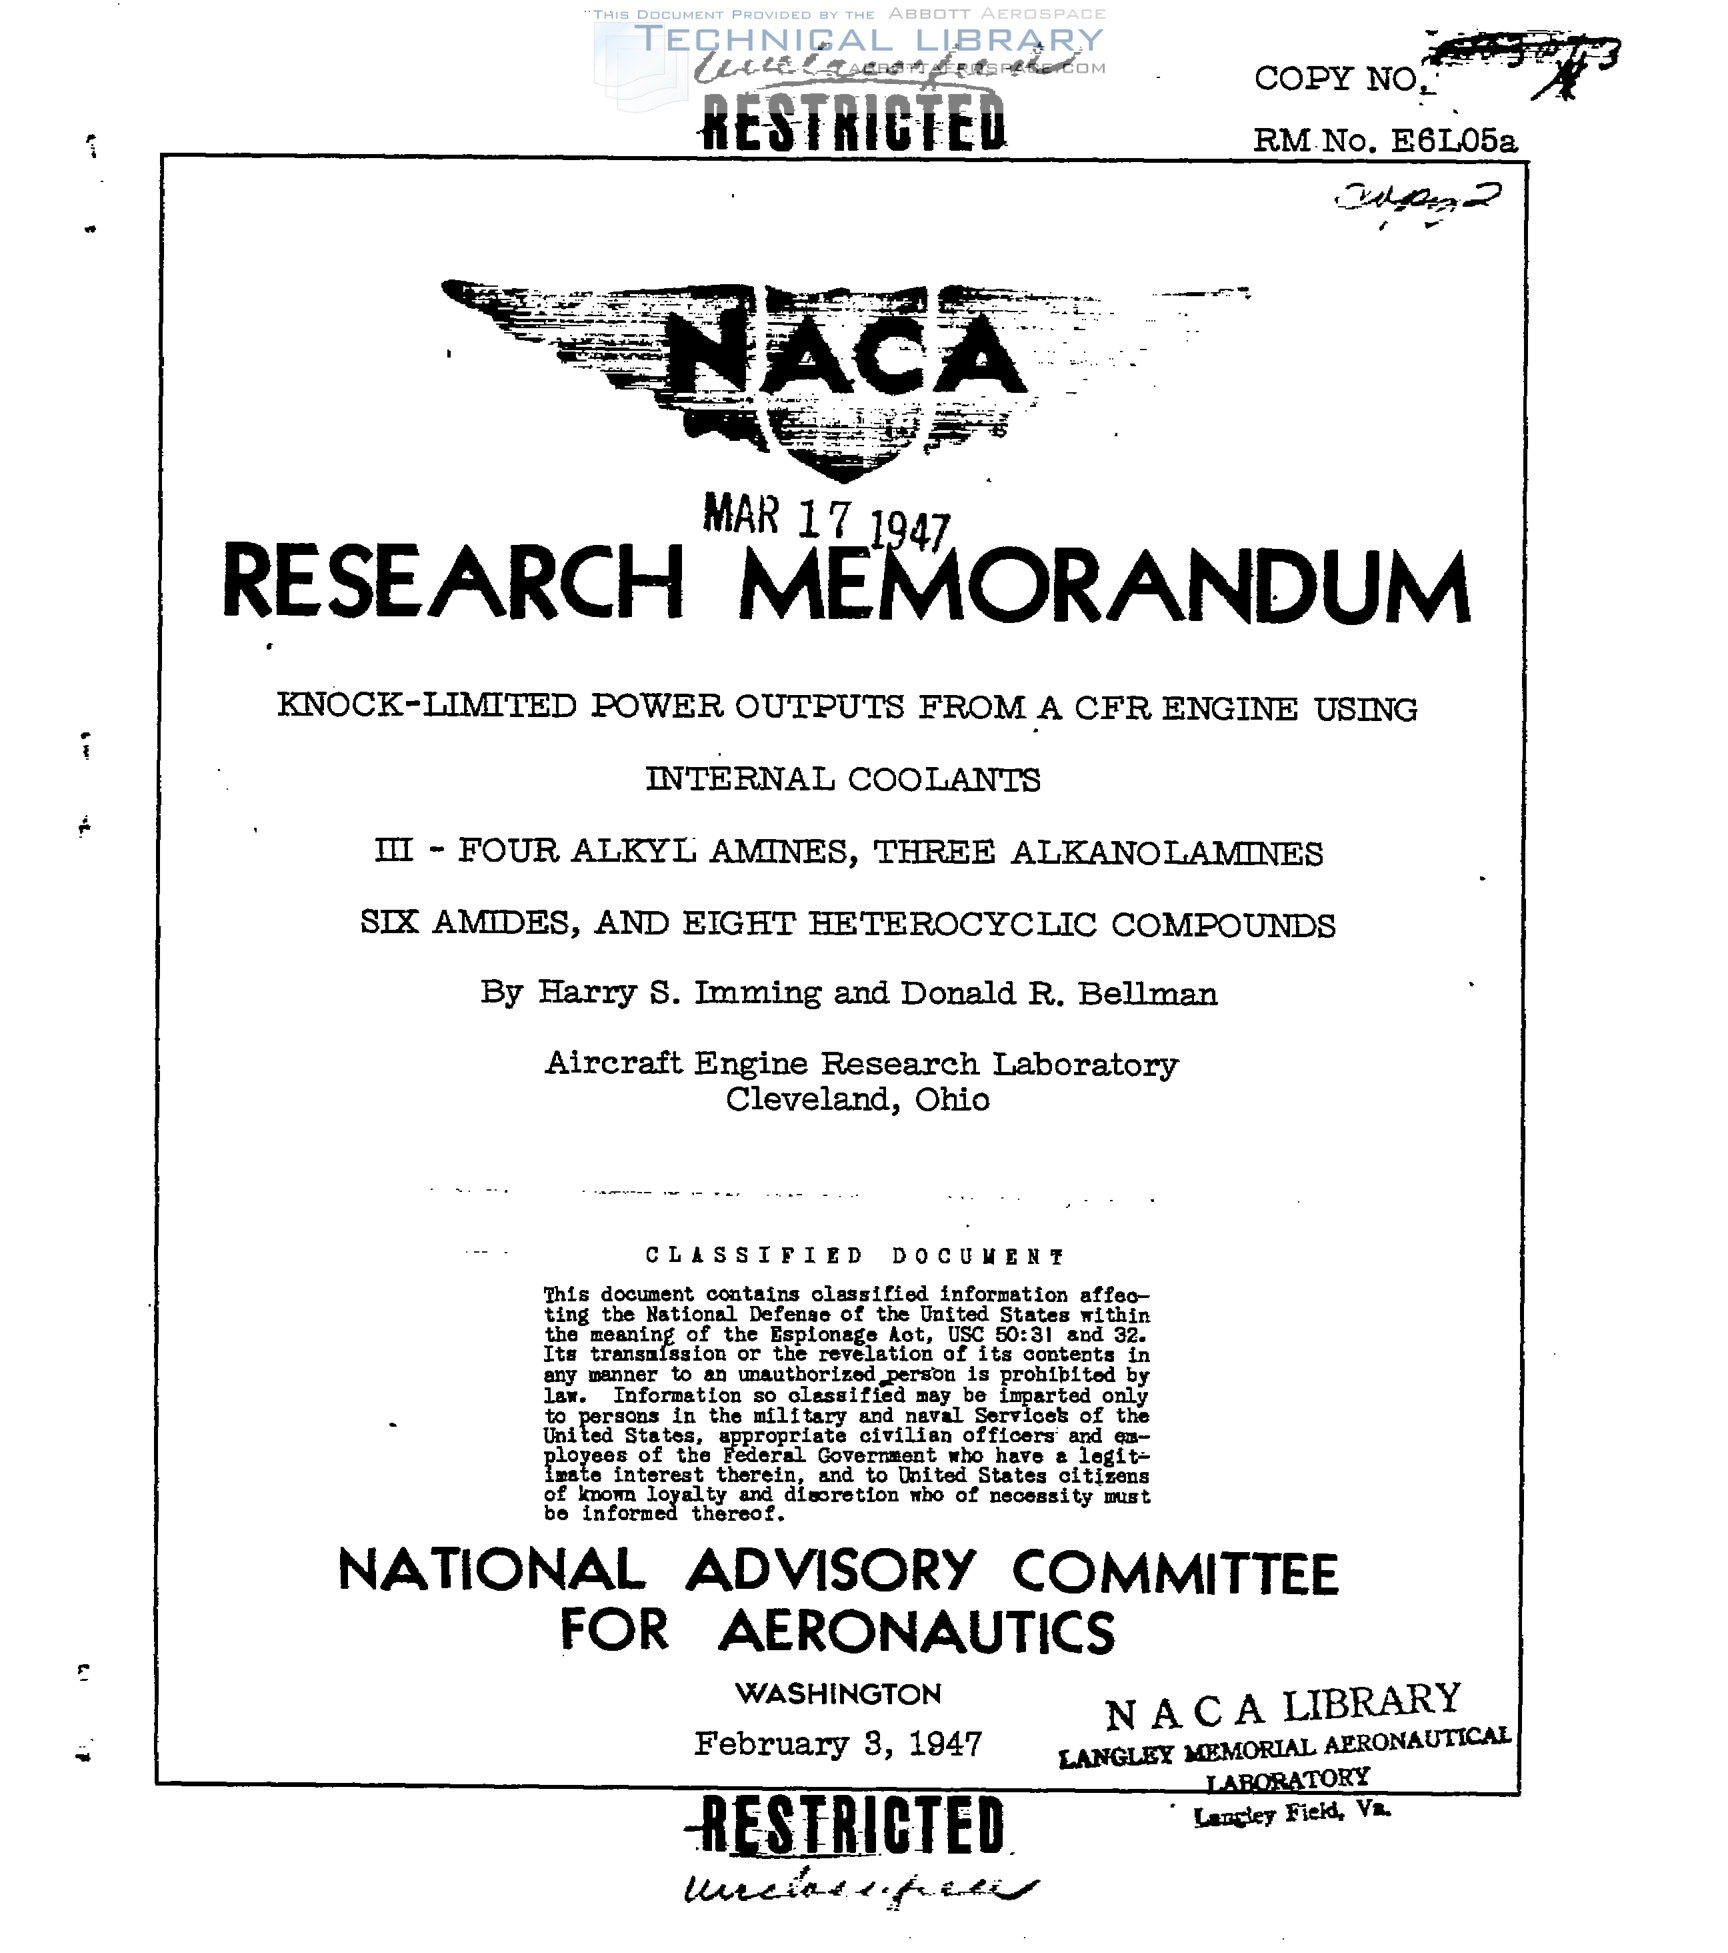 "THIS DOCUMENT PROVIDED BY THE ABBOTT AEROSPACE
TECHNICAL LIBRARY
ABBOTTAEROSPACE.COM
Unclassified
RESTRICTED
COPY NO.
RM No. E6L05a
Copy 2
NACA
MAR 17 1947
RESEARCH MEMORANDUM
KNOCK-LIMITED POWER OUTPUTS FROM A CFR ENGINE USING
INTERNAL COOLANTS
III - FOUR ALKYL AMINES, THREE ALKANOLAMINES
SIX AMIDES, AND EIGHT HETEROCYCLIC COMPOUNDS
By Harry S. Imming and Donald R. Bellman
Aircraft Engine Research Laboratory
Cleveland, Ohio
CLASSIFIED DOCUMENT
This document contains classified information affec-
ting the National Defense of the United States within
the meaning of the Espionage Act, USC 50:31 and 32.
Its transmission or the revelation of its contents in
any manner to an unauthorized person is prohibited by
law. Information so classified may be imparted only
to persons in the military and naval Services of the
United States, appropriate civilian officers and em-
ployees of the Federal Government who have a legit-
imate interest therein, and to United States citizens
of known loyalty and discretion who of necessity must
be informed thereof.
NATIONAL ADVISORY COMMITTEE
FOR AERONAUTICS
WASHINGTON
February 3, 1947
NACA LIBRARY
LANGLEY MEMORIAL AERONAUTICAL
LABORATORY
Langley Field, Va.
RESTRICTED
Unclassified